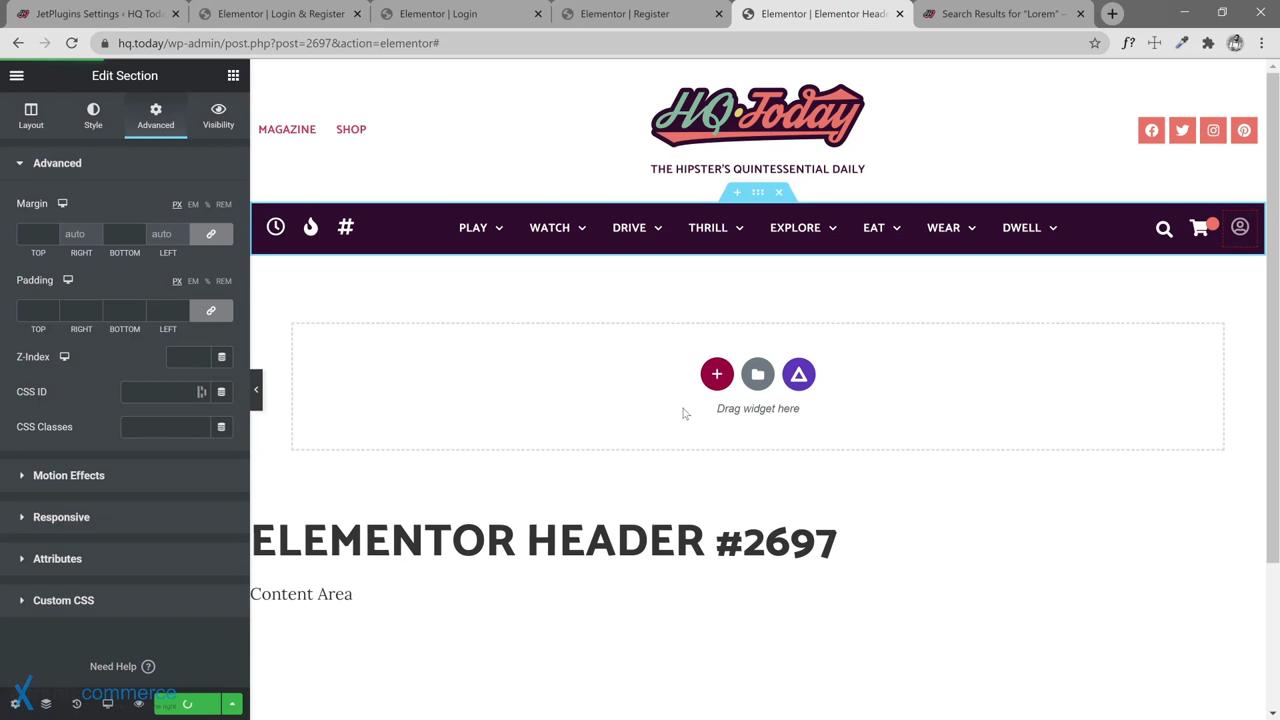 JetPlugins Settings - HQ Toda
Elementor | Login & Register
Elementor | Login
Elementor | Register
Elementor | Elementor Heade
Search Results for "Lorem" –
hq.today/wp-admin/post.php?post=2697&action=elementor#
Edit Section
Layout
Style
Advanced
Visibility
Advanced
Margin
PX EM % REM
auto auto
TOP RIGHT BOTTOM LEFT
Padding
PX EM % REM
TOP RIGHT BOTTOM LEFT
Z-Index
CSS ID
CSS Classes
Motion Effects
Responsive
Attributes
Custom CSS
Need Help ?
commerce
MAGAZINE SHOP
HQ Today
THE HIPSTER'S QUINTESSENTIAL DAILY
#
PLAY WATCH DRIVE THRILL EXPLORE EAT WEAR DWELL
Drag widget here
ELEMENTOR HEADER #2697
Content Area